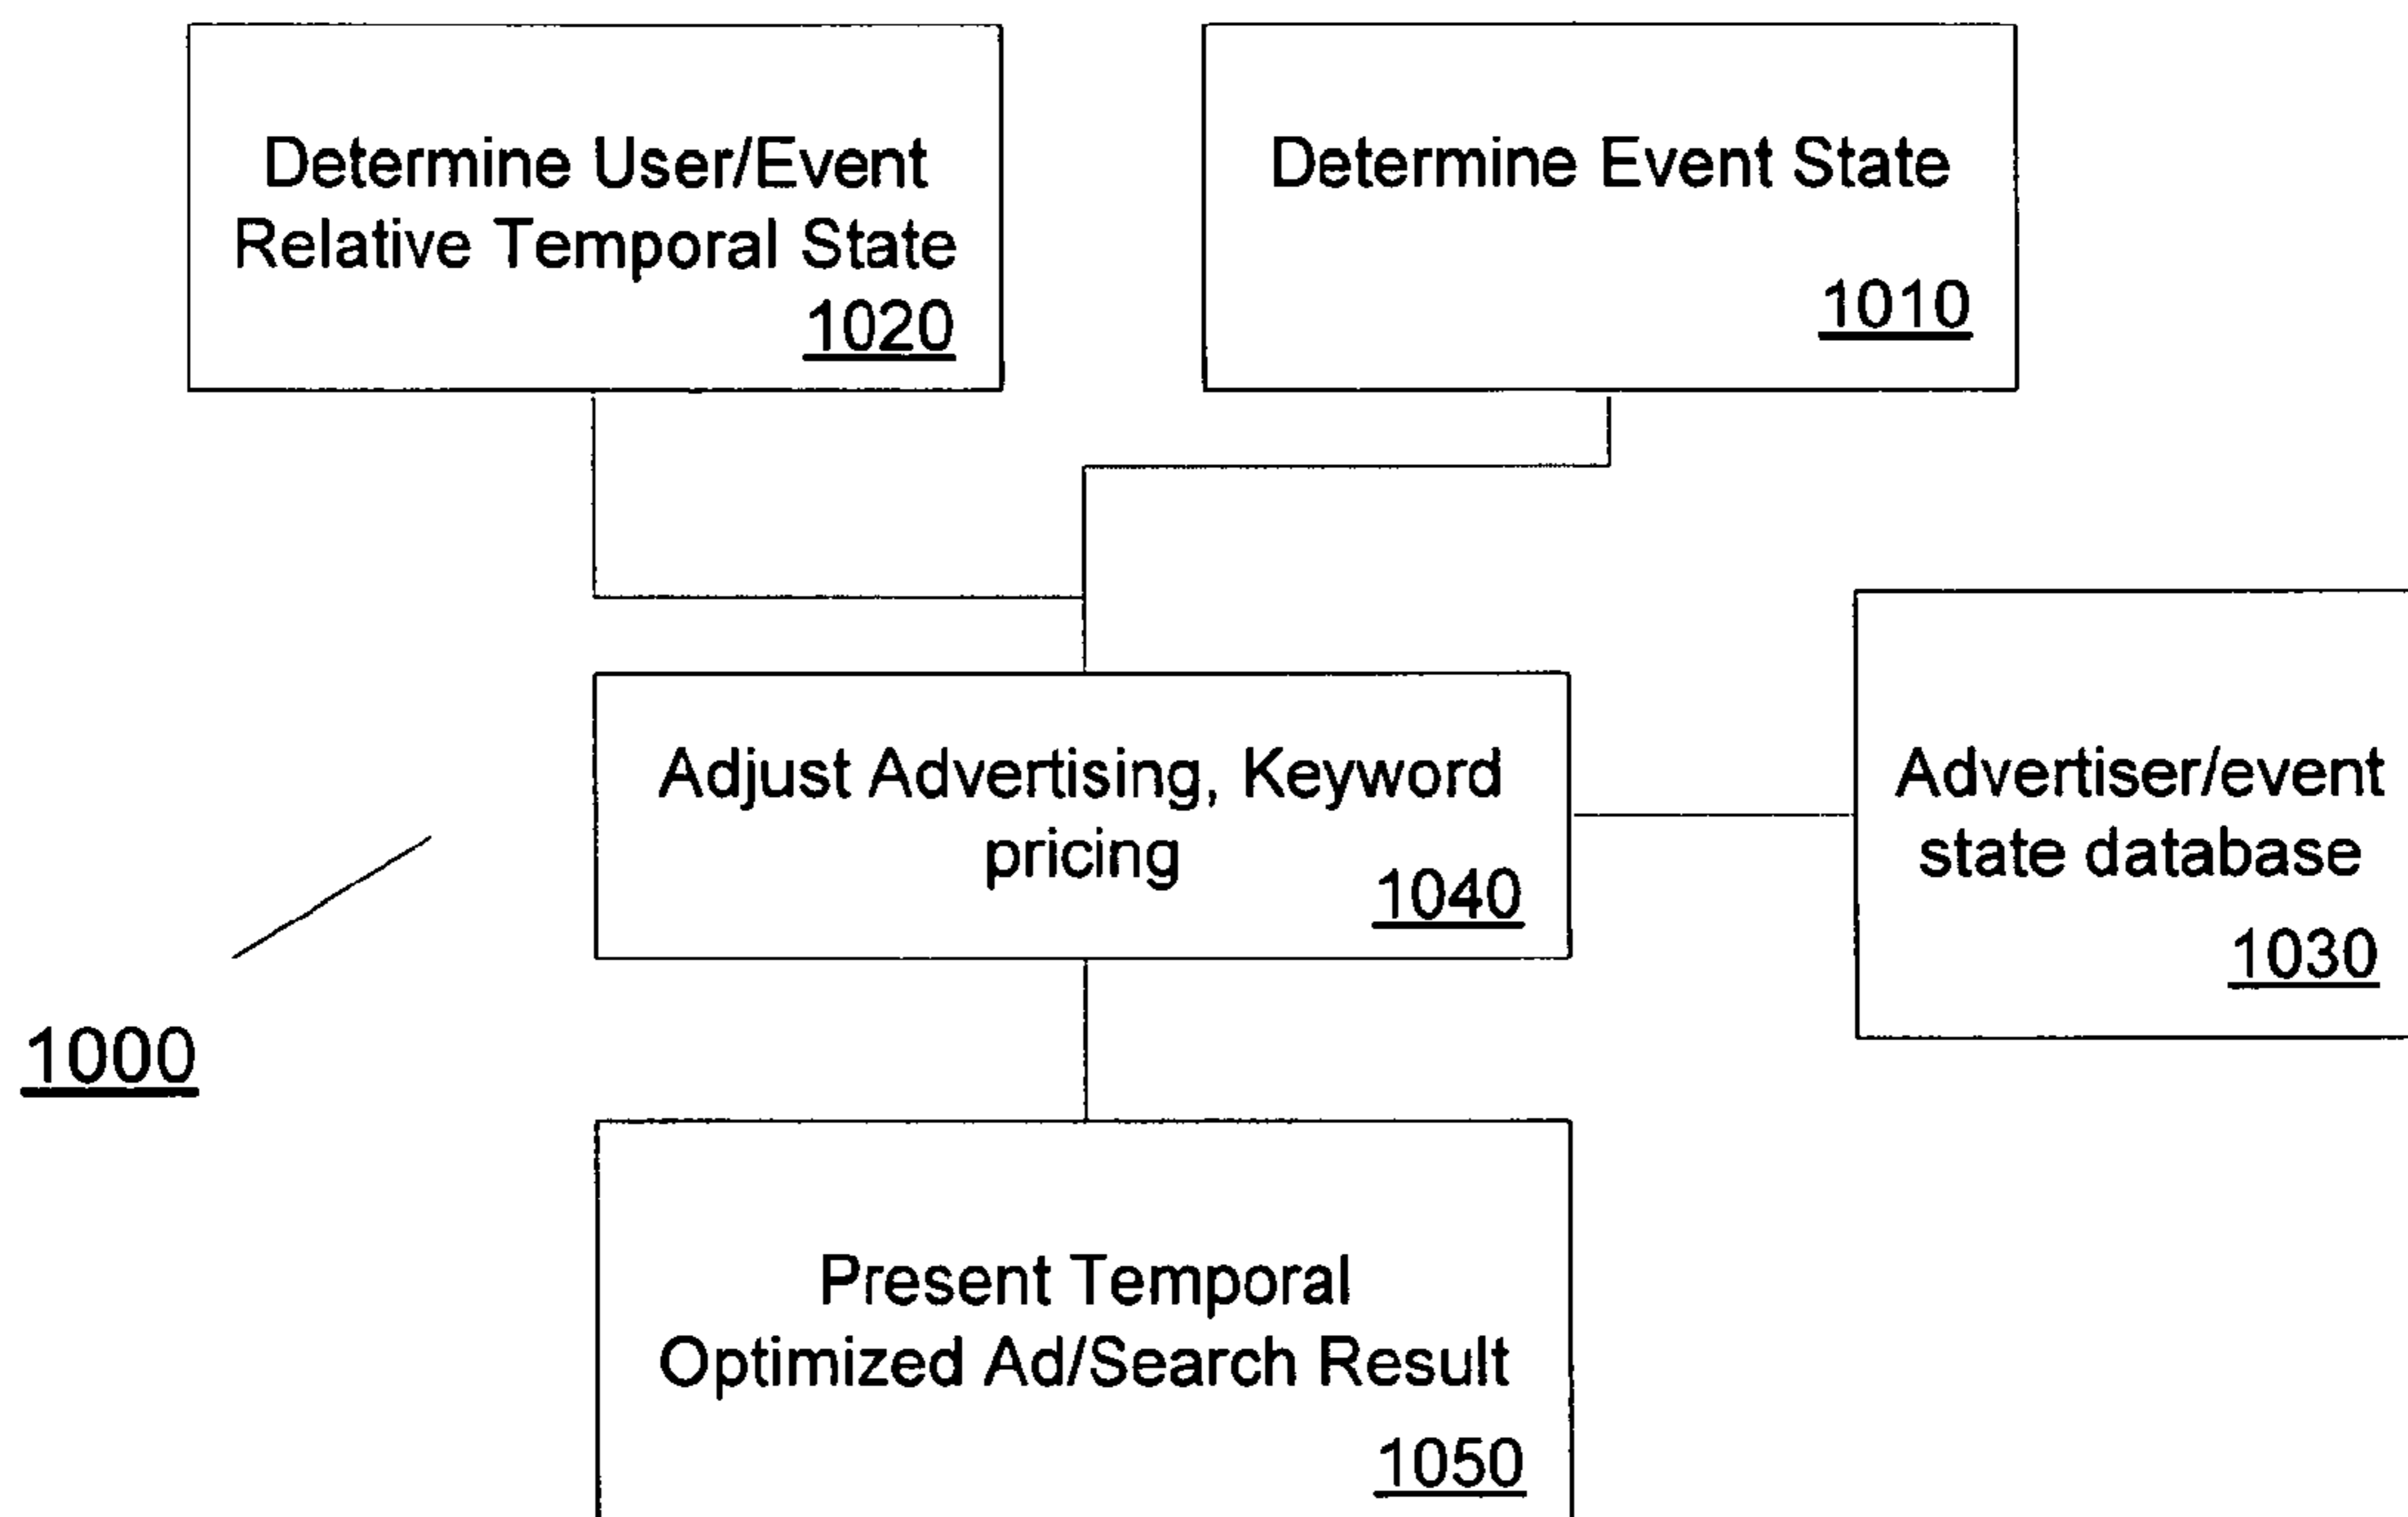 Determine User/Event
Relative Temporal State
1020
Determine Event State
1010
Adjust Advertising, Keyword
pricing
1040
Advertiser/event
state database
1030
1000
Present Temporal
Optimized Ad/Search Result
1050